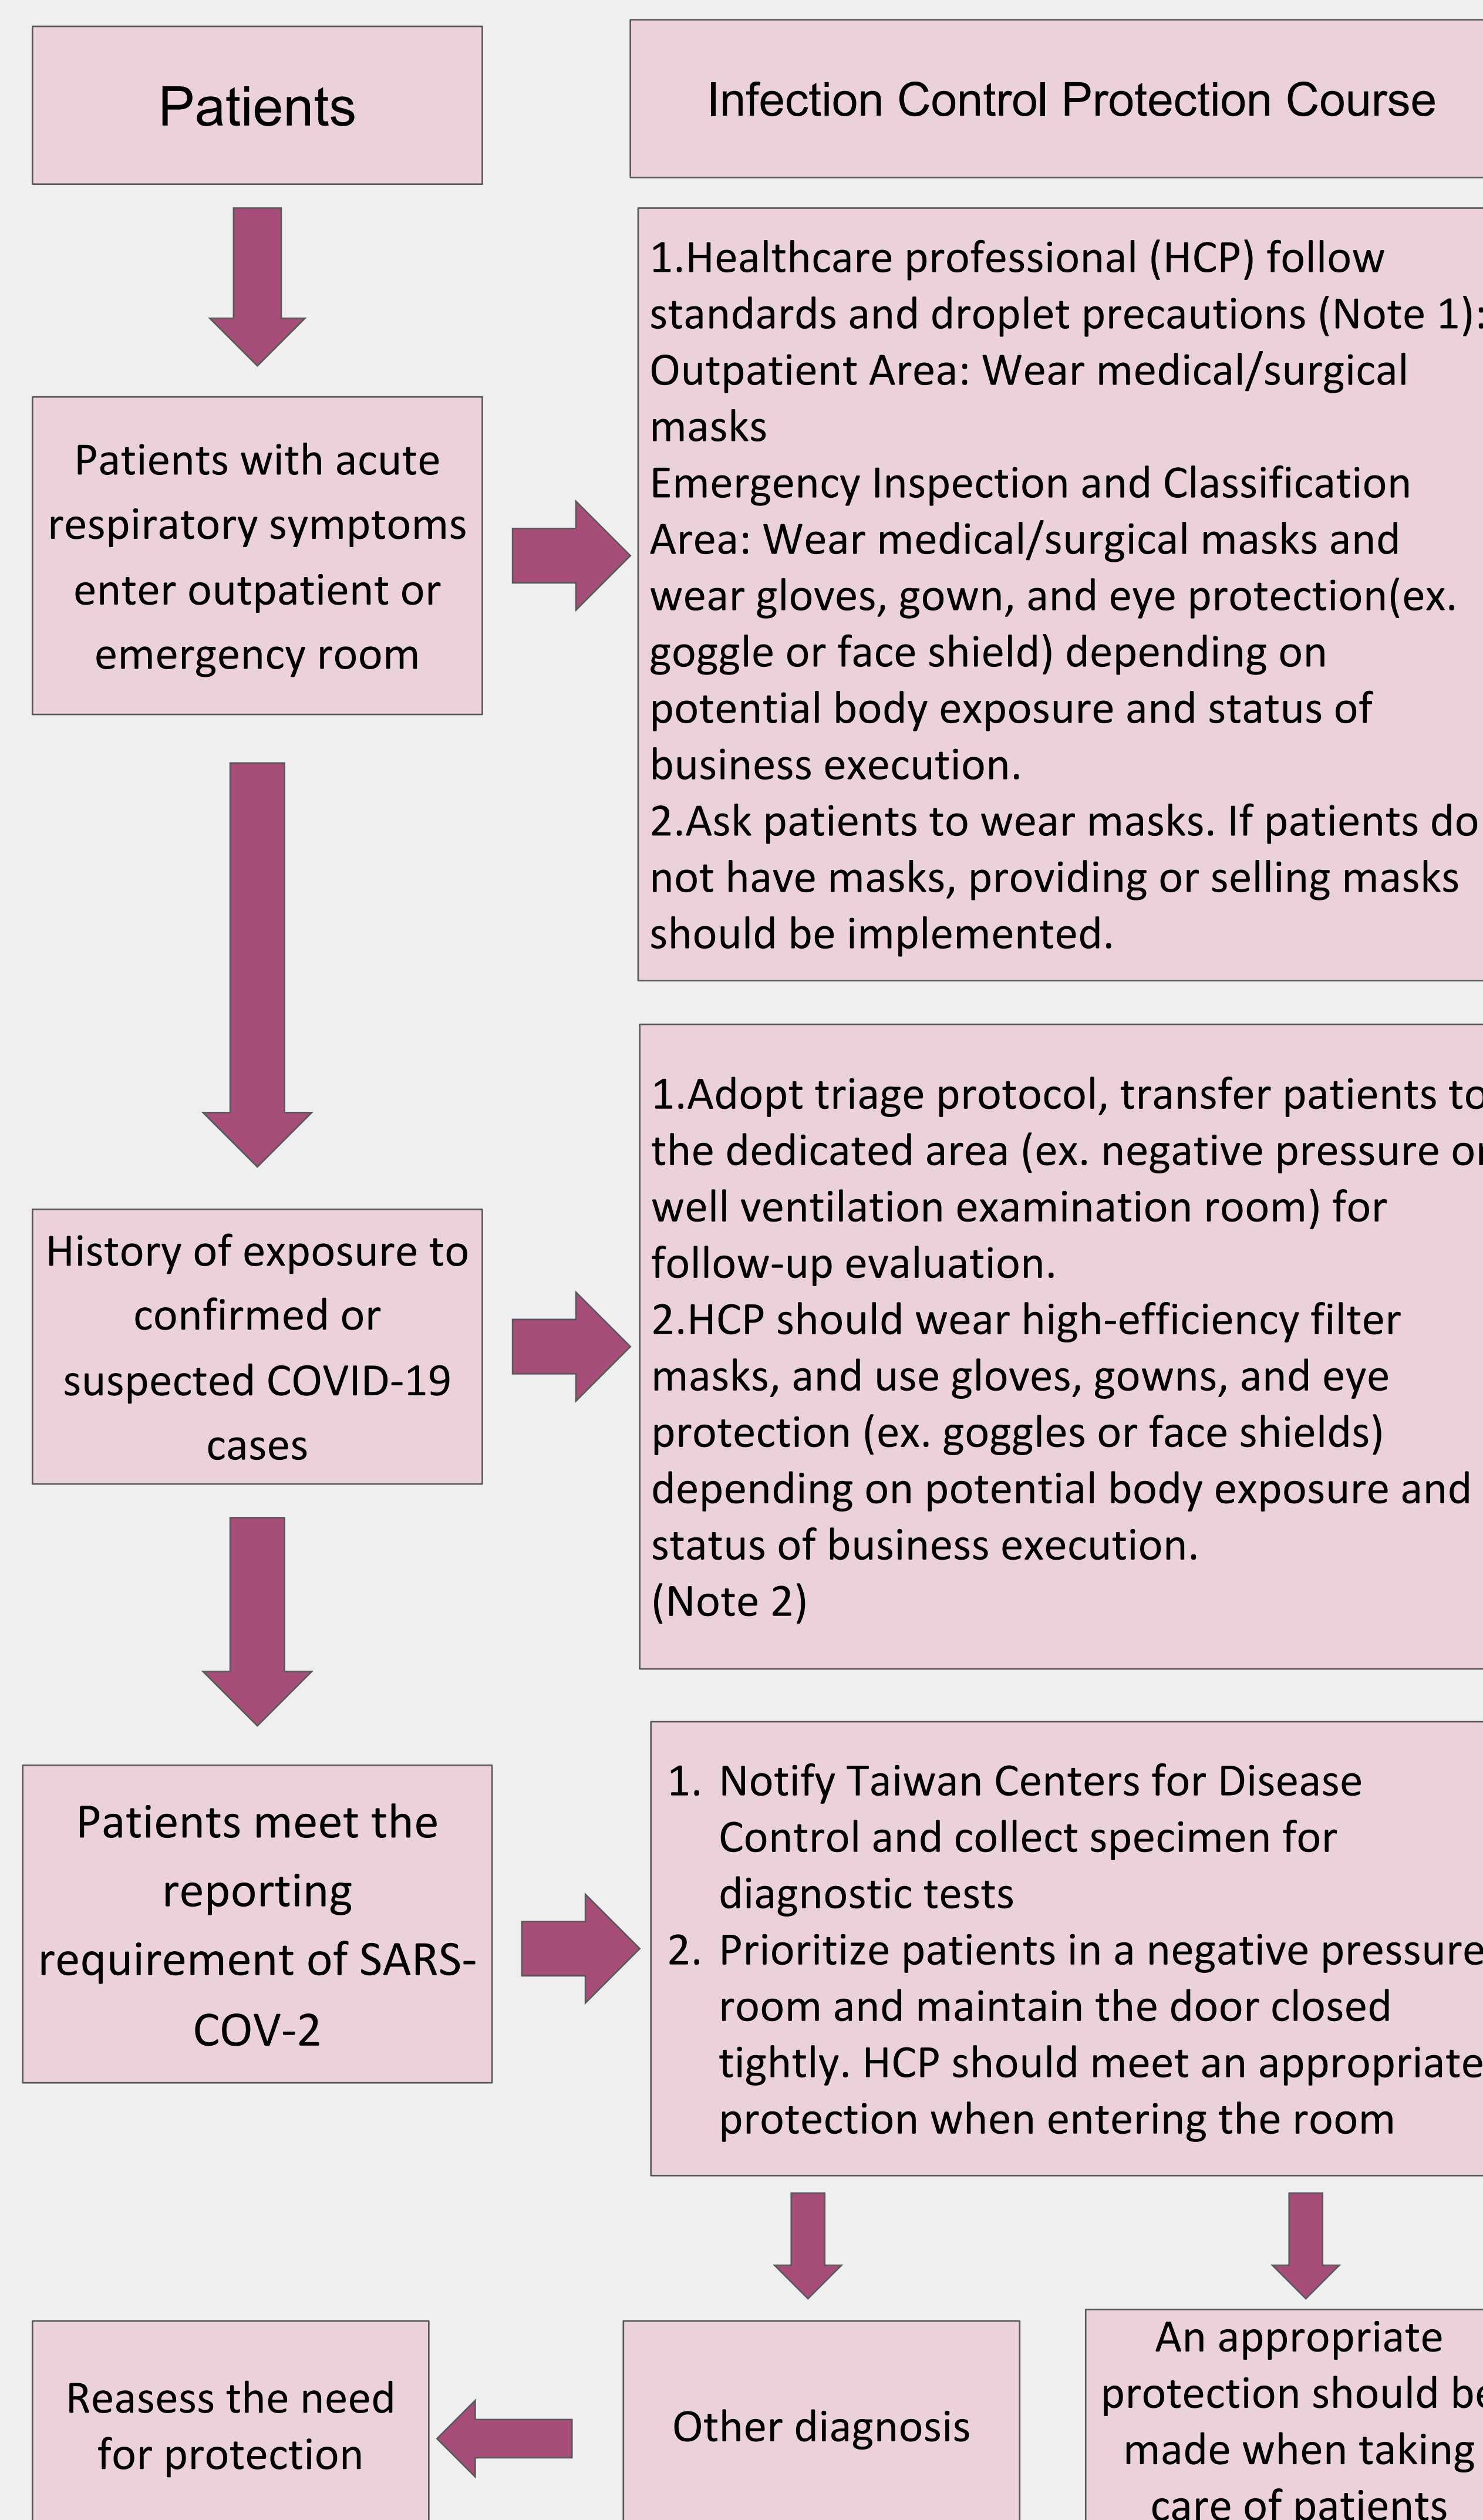 Patients
Infection Control Protection Course
Patients with acute
respiratory symptoms
enter outpatient or
emergency room
1.Healthcare professional (HCP) follow
standards and droplet precautions (Note 1):
Outpatient Area: Wear medical/surgical
masks
Emergency Inspection and Classification
Area: Wear medical/surgical masks and
wear gloves, gown, and eye protection(ex.
goggle or face shield) depending on
potential body exposure and status of
business execution.
2.Ask patients to wear masks. If patients do
not have masks, providing or selling masks
should be implemented.
History of exposure to
confirmed or
suspected COVID-19
cases
1.Adopt triage protocol, transfer patients to
the dedicated area (ex. negative pressure or
well ventilation examination room) for
follow-up evaluation.
2.HCP should wear high-efficiency filter
masks, and use gloves, gowns, and eye
protection (ex. goggles or face shields)
depending on potential body exposure and
status of business execution.
(Note 2)
Patients meet the
reporting
requirement of SARS-
COV-2
1. Notify Taiwan Centers for Disease
Control and collect specimen for
diagnostic tests
2. Prioritize patients in a negative pressure
room and maintain the door closed
tightly. HCP should meet an appropriate
protection when entering the room
Reasess the need
for protection
Other diagnosis
An appropriate
protection should be
made when taking
care of patients